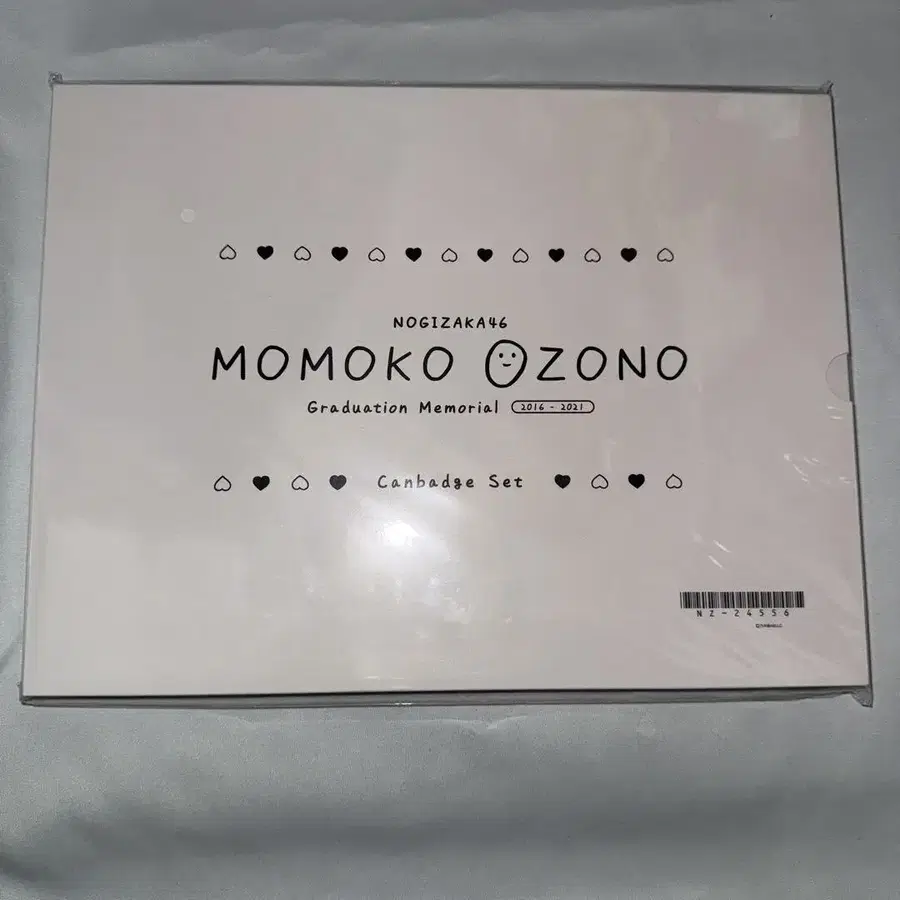 NOGIZAKA46
MOMOKO OZONO
Graduation Memorial 2016 - 2021
Canbadge Set
NZ-24556